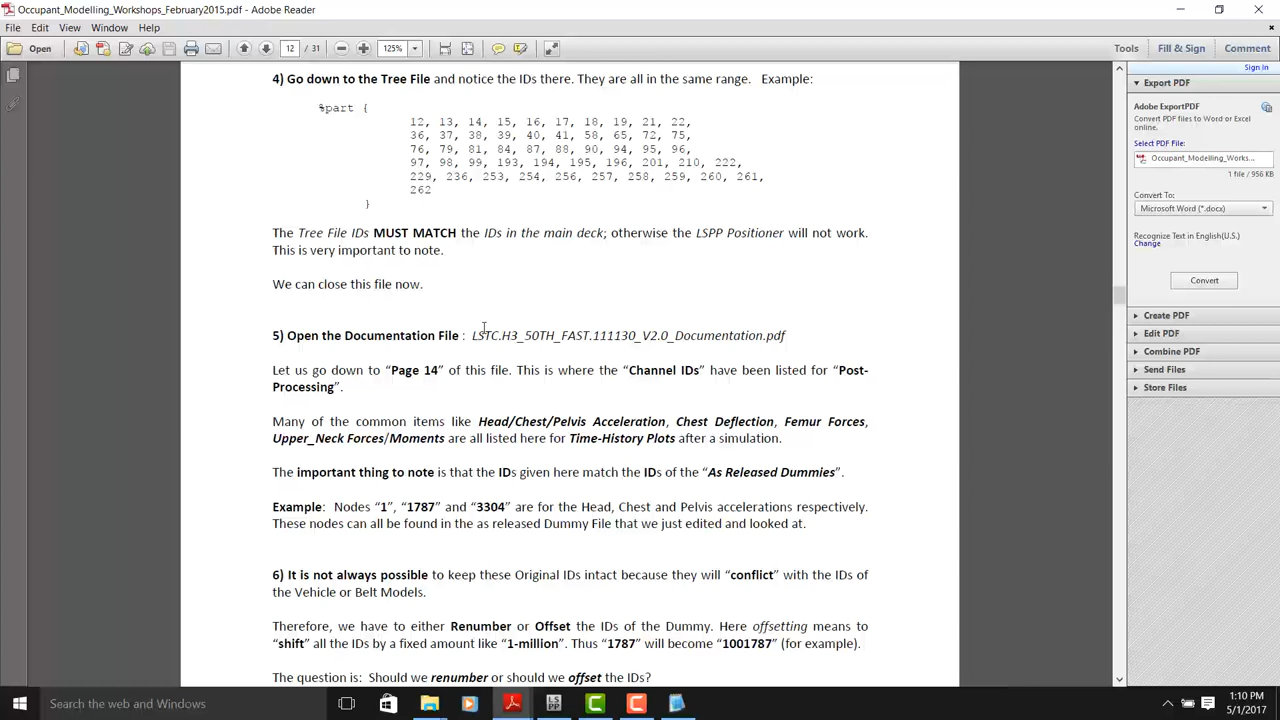 Occupant_Modelling_Workshops_February2015.pdf - Adobe Reader
File Edit View Window Help
Open 12 / 31 125% Tools Fill & Sign Comment
Sign In
Export PDF
Adobe ExportPDF
Convert PDF files to Word or Excel
online.
Select PDF File:
Occupant_Modelling_Works...
1 file / 956 KB
Convert To:
Microsoft Word (*.docx)
Recognize Text in English(U.S.)
Change
Convert
Create PDF
Edit PDF
Combine PDF
Send Files
Store Files
4) Go down to the Tree File and notice the IDs there. They are all in the same range. Example:
%part {
12, 13, 14, 15, 16, 17, 18, 19, 21, 22,
36, 37, 38, 39, 40, 41, 58, 65, 72, 75,
76, 79, 81, 84, 87, 88, 90, 94, 95, 96,
97, 98, 99, 193, 194, 195, 196, 201, 210, 222,
229, 236, 253, 254, 256, 257, 258, 259, 260, 261,
262
}
The Tree File IDs MUST MATCH the IDs in the main deck; otherwise the LSPP Positioner will not work.
This is very important to note.
We can close this file now.
5) Open the Documentation File : LSTC.H3_50TH_FAST.111130_V2.0_Documentation.pdf
Let us go down to “Page 14” of this file. This is where the “Channel IDs” have been listed for “Post-
Processing”.
Many of the common items like Head/Chest/Pelvis Acceleration, Chest Deflection, Femur Forces,
Upper_Neck Forces/Moments are all listed here for Time-History Plots after a simulation.
The important thing to note is that the IDs given here match the IDs of the “As Released Dummies”.
Example: Nodes “1”, “1787” and “3304” are for the Head, Chest and Pelvis accelerations respectively.
These nodes can all be found in the as released Dummy File that we just edited and looked at.
6) It is not always possible to keep these Original IDs intact because they will “conflict” with the IDs of
the Vehicle or Belt Models.
Therefore, we have to either Renumber or Offset the IDs of the Dummy. Here offsetting means to
“shift” all the IDs by a fixed amount like “1-million”. Thus “1787” will become “1001787” (for example).
The question is: Should we renumber or should we offset the IDs?
Search the web and Windows
LS
PP
1:10 PM
5/1/2017